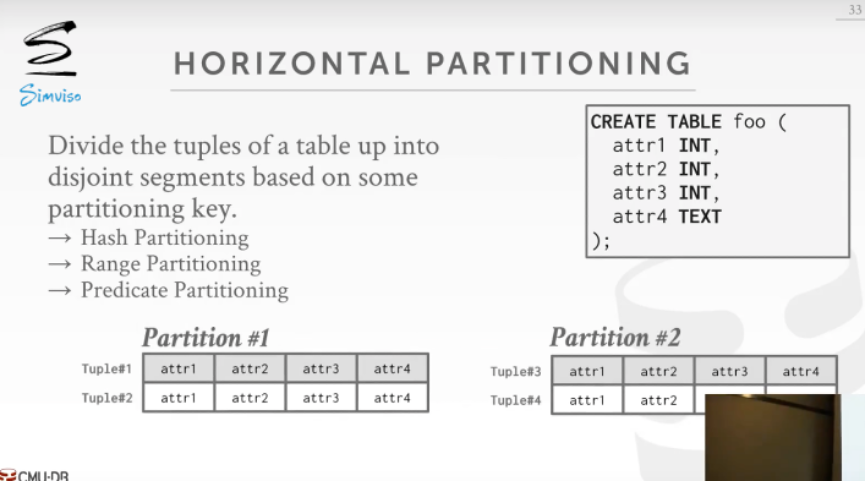 33
Simviso
HORIZONTAL PARTITIONING
Divide the tuples of a table up into
disjoint segments based on some
partitioning key.
→ Hash Partitioning
→ Range Partitioning
→ Predicate Partitioning
CREATE TABLE foo (
attr1 INT,
attr2 INT,
attr3 INT,
attr4 TEXT
);
Partition #1
Tuple#1 attr1 attr2 attr3 attr4
Tuple#2 attr1 attr2 attr3 attr4
Partition #2
Tuple#3 attr1 attr2 attr3 attr4
Tuple#4 attr1 attr2
CMU·DB